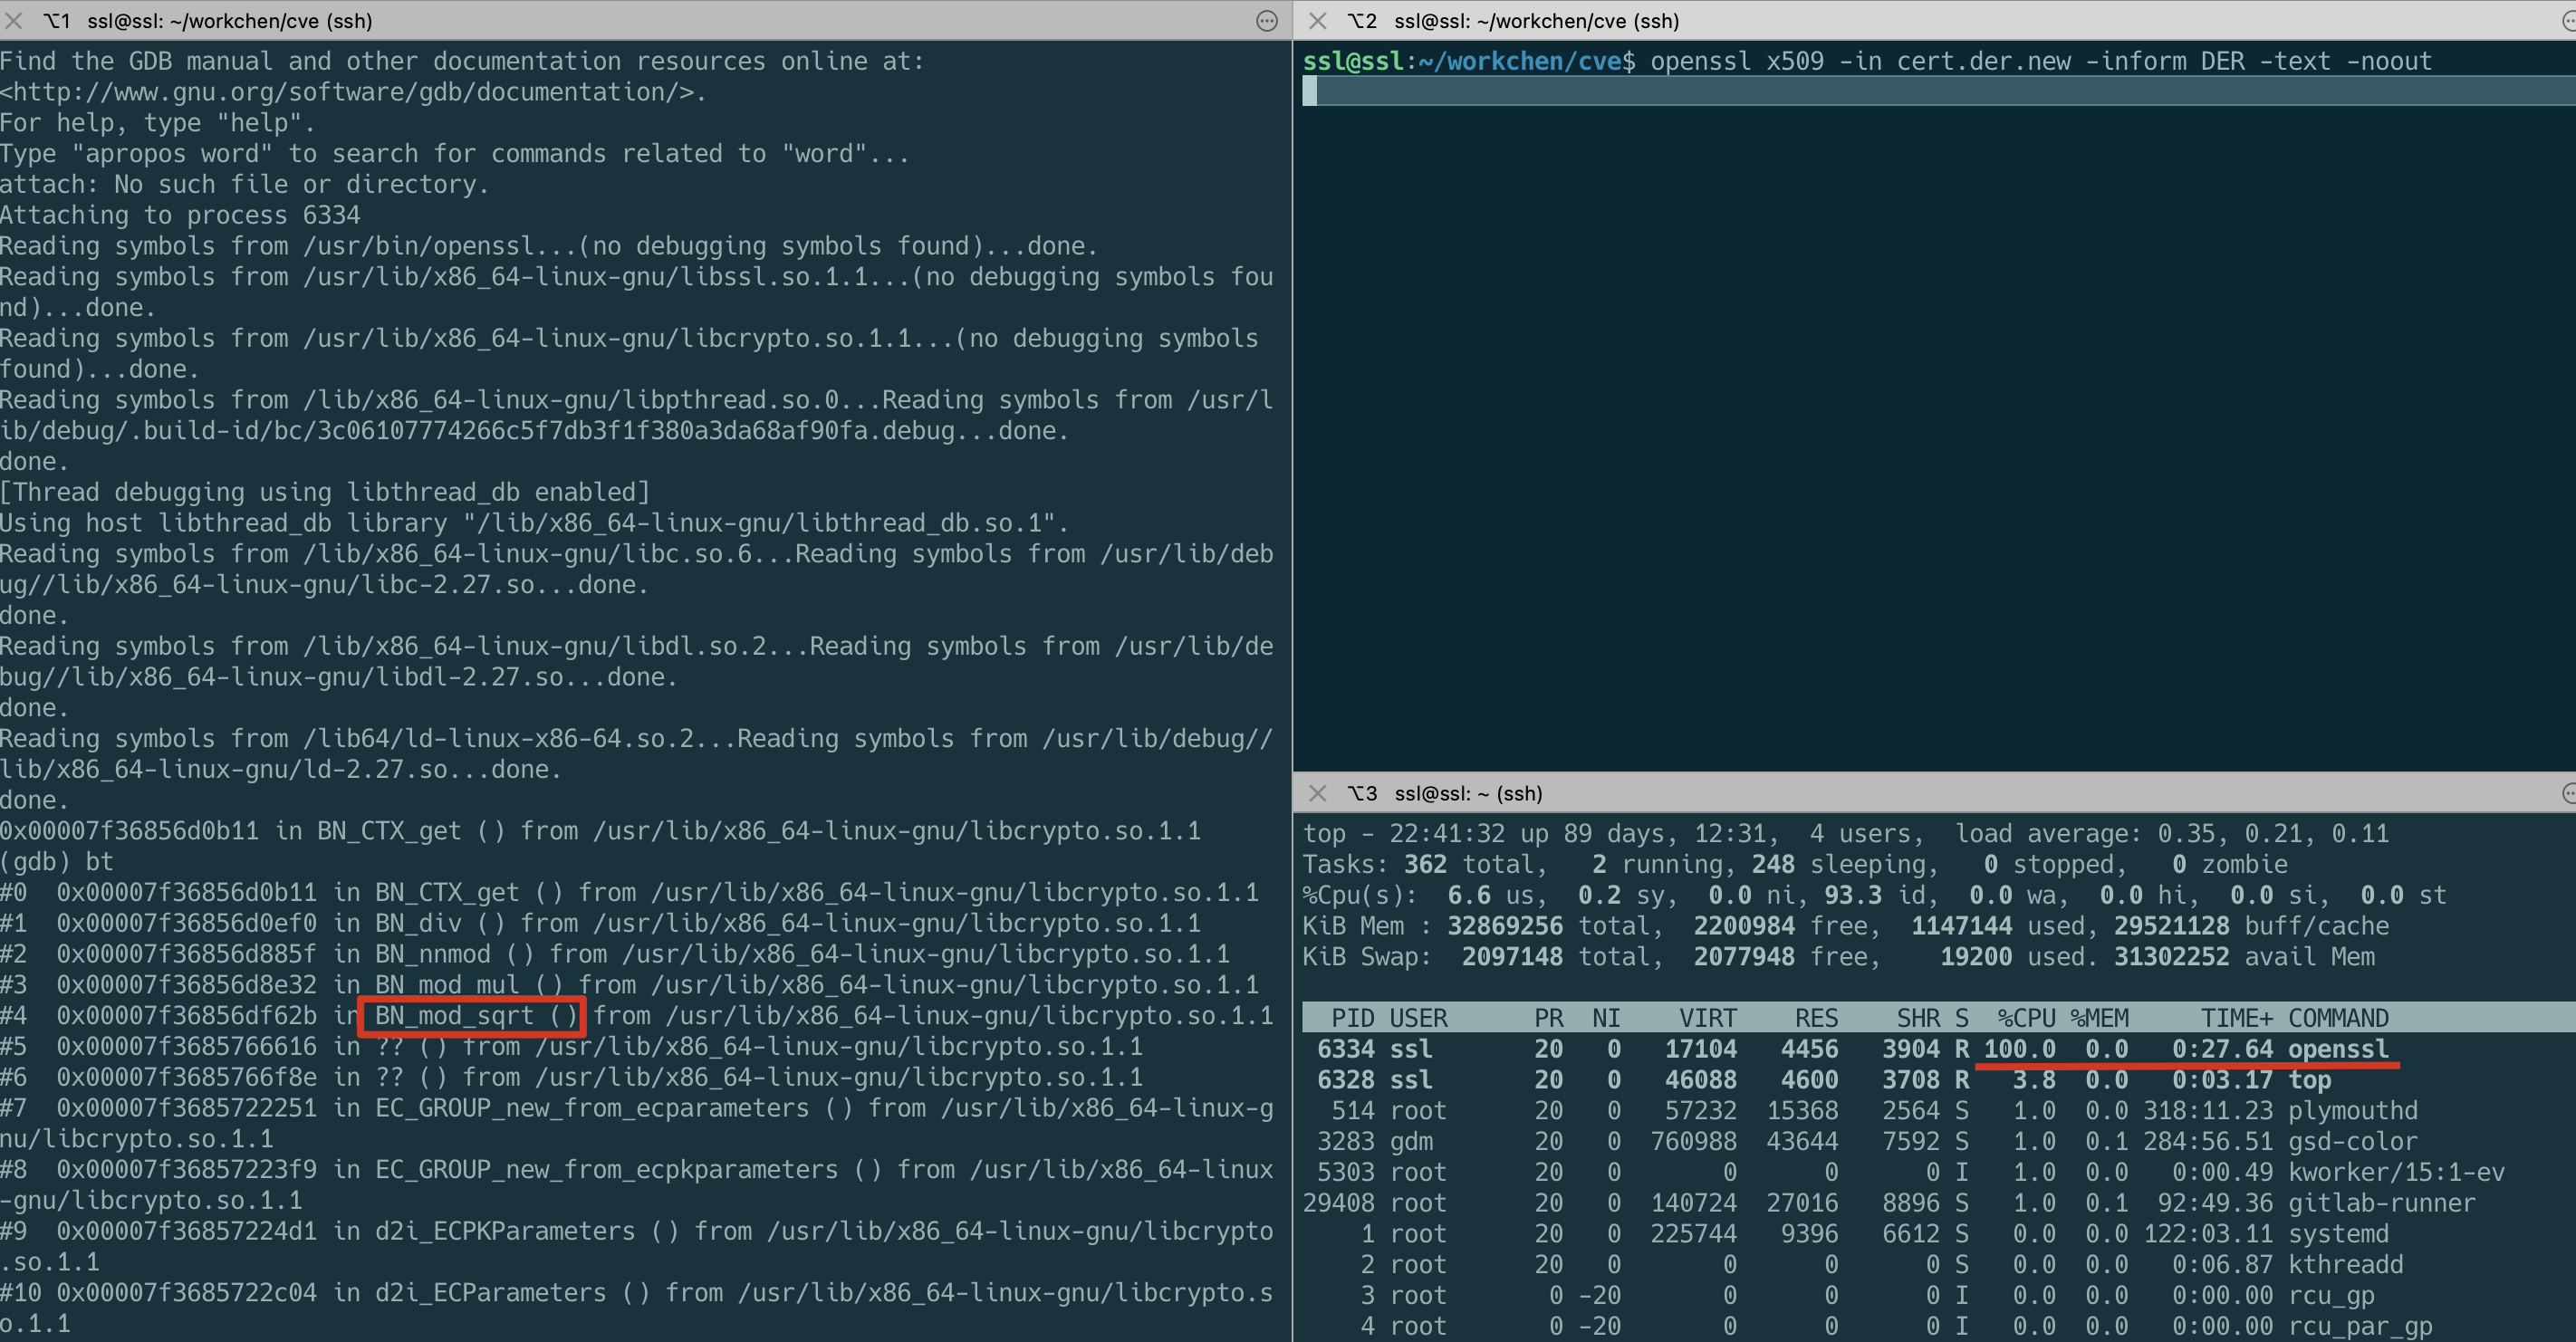 ⌥1 ssl@ssl: ~/workchen/cve (ssh)
Find the GDB manual and other documentation resources online at:
<http://www.gnu.org/software/gdb/documentation/>.
For help, type "help".
Type "apropos word" to search for commands related to "word"...
attach: No such file or directory.
Attaching to process 6334
Reading symbols from /usr/bin/openssl...(no debugging symbols found)...done.
Reading symbols from /usr/lib/x86_64-linux-gnu/libssl.so.1.1...(no debugging symbols fou
nd)...done.
Reading symbols from /usr/lib/x86_64-linux-gnu/libcrypto.so.1.1...(no debugging symbols
found)...done.
Reading symbols from /lib/x86_64-linux-gnu/libpthread.so.0...Reading symbols from /usr/l
ib/debug/.build-id/bc/3c06107774266c5f7db3f1f380a3da68af90fa.debug...done.
done.
[Thread debugging using libthread_db enabled]
Using host libthread_db library "/lib/x86_64-linux-gnu/libthread_db.so.1".
Reading symbols from /lib/x86_64-linux-gnu/libc.so.6...Reading symbols from /usr/lib/deb
ug//lib/x86_64-linux-gnu/libc-2.27.so...done.
done.
Reading symbols from /lib/x86_64-linux-gnu/libdl.so.2...Reading symbols from /usr/lib/de
bug//lib/x86_64-linux-gnu/libdl-2.27.so...done.
done.
Reading symbols from /lib64/ld-linux-x86-64.so.2...Reading symbols from /usr/lib/debug//
lib/x86_64-linux-gnu/ld-2.27.so...done.
done.
0x00007f36856d0b11 in BN_CTX_get () from /usr/lib/x86_64-linux-gnu/libcrypto.so.1.1
(gdb) bt
#0  0x00007f36856d0b11 in BN_CTX_get () from /usr/lib/x86_64-linux-gnu/libcrypto.so.1.1
#1  0x00007f36856d0ef0 in BN_div () from /usr/lib/x86_64-linux-gnu/libcrypto.so.1.1
#2  0x00007f36856d885f in BN_nnmod () from /usr/lib/x86_64-linux-gnu/libcrypto.so.1.1
#3  0x00007f36856d8e32 in BN_mod_mul () from /usr/lib/x86_64-linux-gnu/libcrypto.so.1.1
#4  0x00007f36856df62b in BN_mod_sqrt () from /usr/lib/x86_64-linux-gnu/libcrypto.so.1.1
#5  0x00007f3685766616 in ?? () from /usr/lib/x86_64-linux-gnu/libcrypto.so.1.1
#6  0x00007f3685766f8e in ?? () from /usr/lib/x86_64-linux-gnu/libcrypto.so.1.1
#7  0x00007f3685722251 in EC_GROUP_new_from_ecparameters () from /usr/lib/x86_64-linux-g
nu/libcrypto.so.1.1
#8  0x00007f36857223f9 in EC_GROUP_new_from_ecpkparameters () from /usr/lib/x86_64-linux
-gnu/libcrypto.so.1.1
#9  0x00007f36857224d1 in d2i_ECPKParameters () from /usr/lib/x86_64-linux-gnu/libcrypto
.so.1.1
#10 0x00007f3685722c04 in d2i_ECParameters () from /usr/lib/x86_64-linux-gnu/libcrypto.s
o.1.1
⌥2 ssl@ssl: ~/workchen/cve (ssh)
ssl@ssl:~/workchen/cve$ openssl x509 -in cert.der.new -inform DER -text -noout
⌥3 ssl@ssl: ~ (ssh)
top - 22:41:32 up 89 days, 12:31,  4 users,  load average: 0.35, 0.21, 0.11
Tasks: 362 total,   2 running, 248 sleeping,   0 stopped,   0 zombie
%Cpu(s):  6.6 us,  0.2 sy,  0.0 ni, 93.3 id,  0.0 wa,  0.0 hi,  0.0 si,  0.0 st
KiB Mem : 32869256 total,  2200984 free,  1147144 used, 29521128 buff/cache
KiB Swap:  2097148 total,  2077948 free,    19200 used. 31302252 avail Mem
PID USER PR NI VIRT RES SHR S %CPU %MEM TIME+ COMMAND
6334 ssl 20 0 17104 4456 3904 R 100.0 0.0 0:27.64 openssl
6328 ssl 20 0 46088 4600 3708 R 3.8 0.0 0:03.17 top
514 root 20 0 57232 15368 2564 S 1.0 0.0 318:11.23 plymouthd
3283 gdm 20 0 760988 43644 7592 S 1.0 0.1 284:56.51 gsd-color
5303 root 20 0 0 0 0 I 1.0 0.0 0:00.49 kworker/15:1-ev
29408 root 20 0 140724 27016 8896 S 1.0 0.1 92:49.36 gitlab-runner
1 root 20 0 225744 9396 6612 S 0.0 0.0 122:03.11 systemd
2 root 20 0 0 0 0 S 0.0 0.0 0:06.87 kthreadd
3 root 0 -20 0 0 0 I 0.0 0.0 0:00.00 rcu_gp
4 root 0 -20 0 0 0 I 0.0 0.0 0:00.00 rcu_par_gp